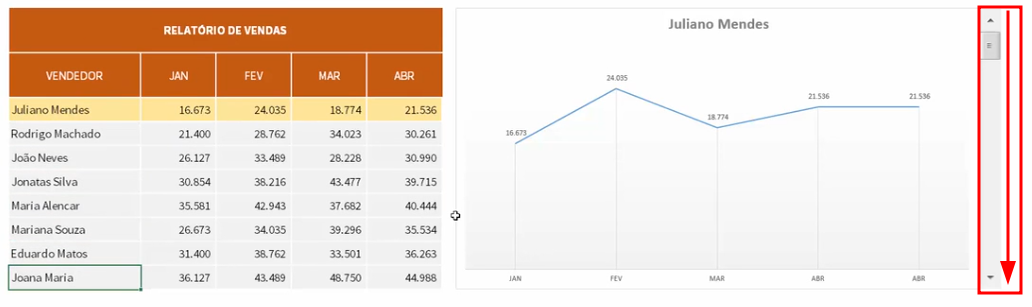 RELATÓRIO DE VENDAS
VENDEDOR JAN FEV MAR ABR
Juliano Mendes 16.673 24.035 18.774 21.536
Rodrigo Machado 21.400 28.762 34.023 30.261
João Neves 26.127 33.489 28.228 30.990
Jonatas Silva 30.854 38.216 43.477 39.715
Maria Alencar 35.581 42.943 37.682 40.444
Mariana Souza 26.673 34.035 39.296 35.534
Eduardo Matos 31.400 38.762 33.501 36.263
Joana Maria 36.127 43.489 48.750 44.988
Juliano Mendes
16.673 24.035 18.774 21.536 21.536
JAN FEV MAR ABR ABR